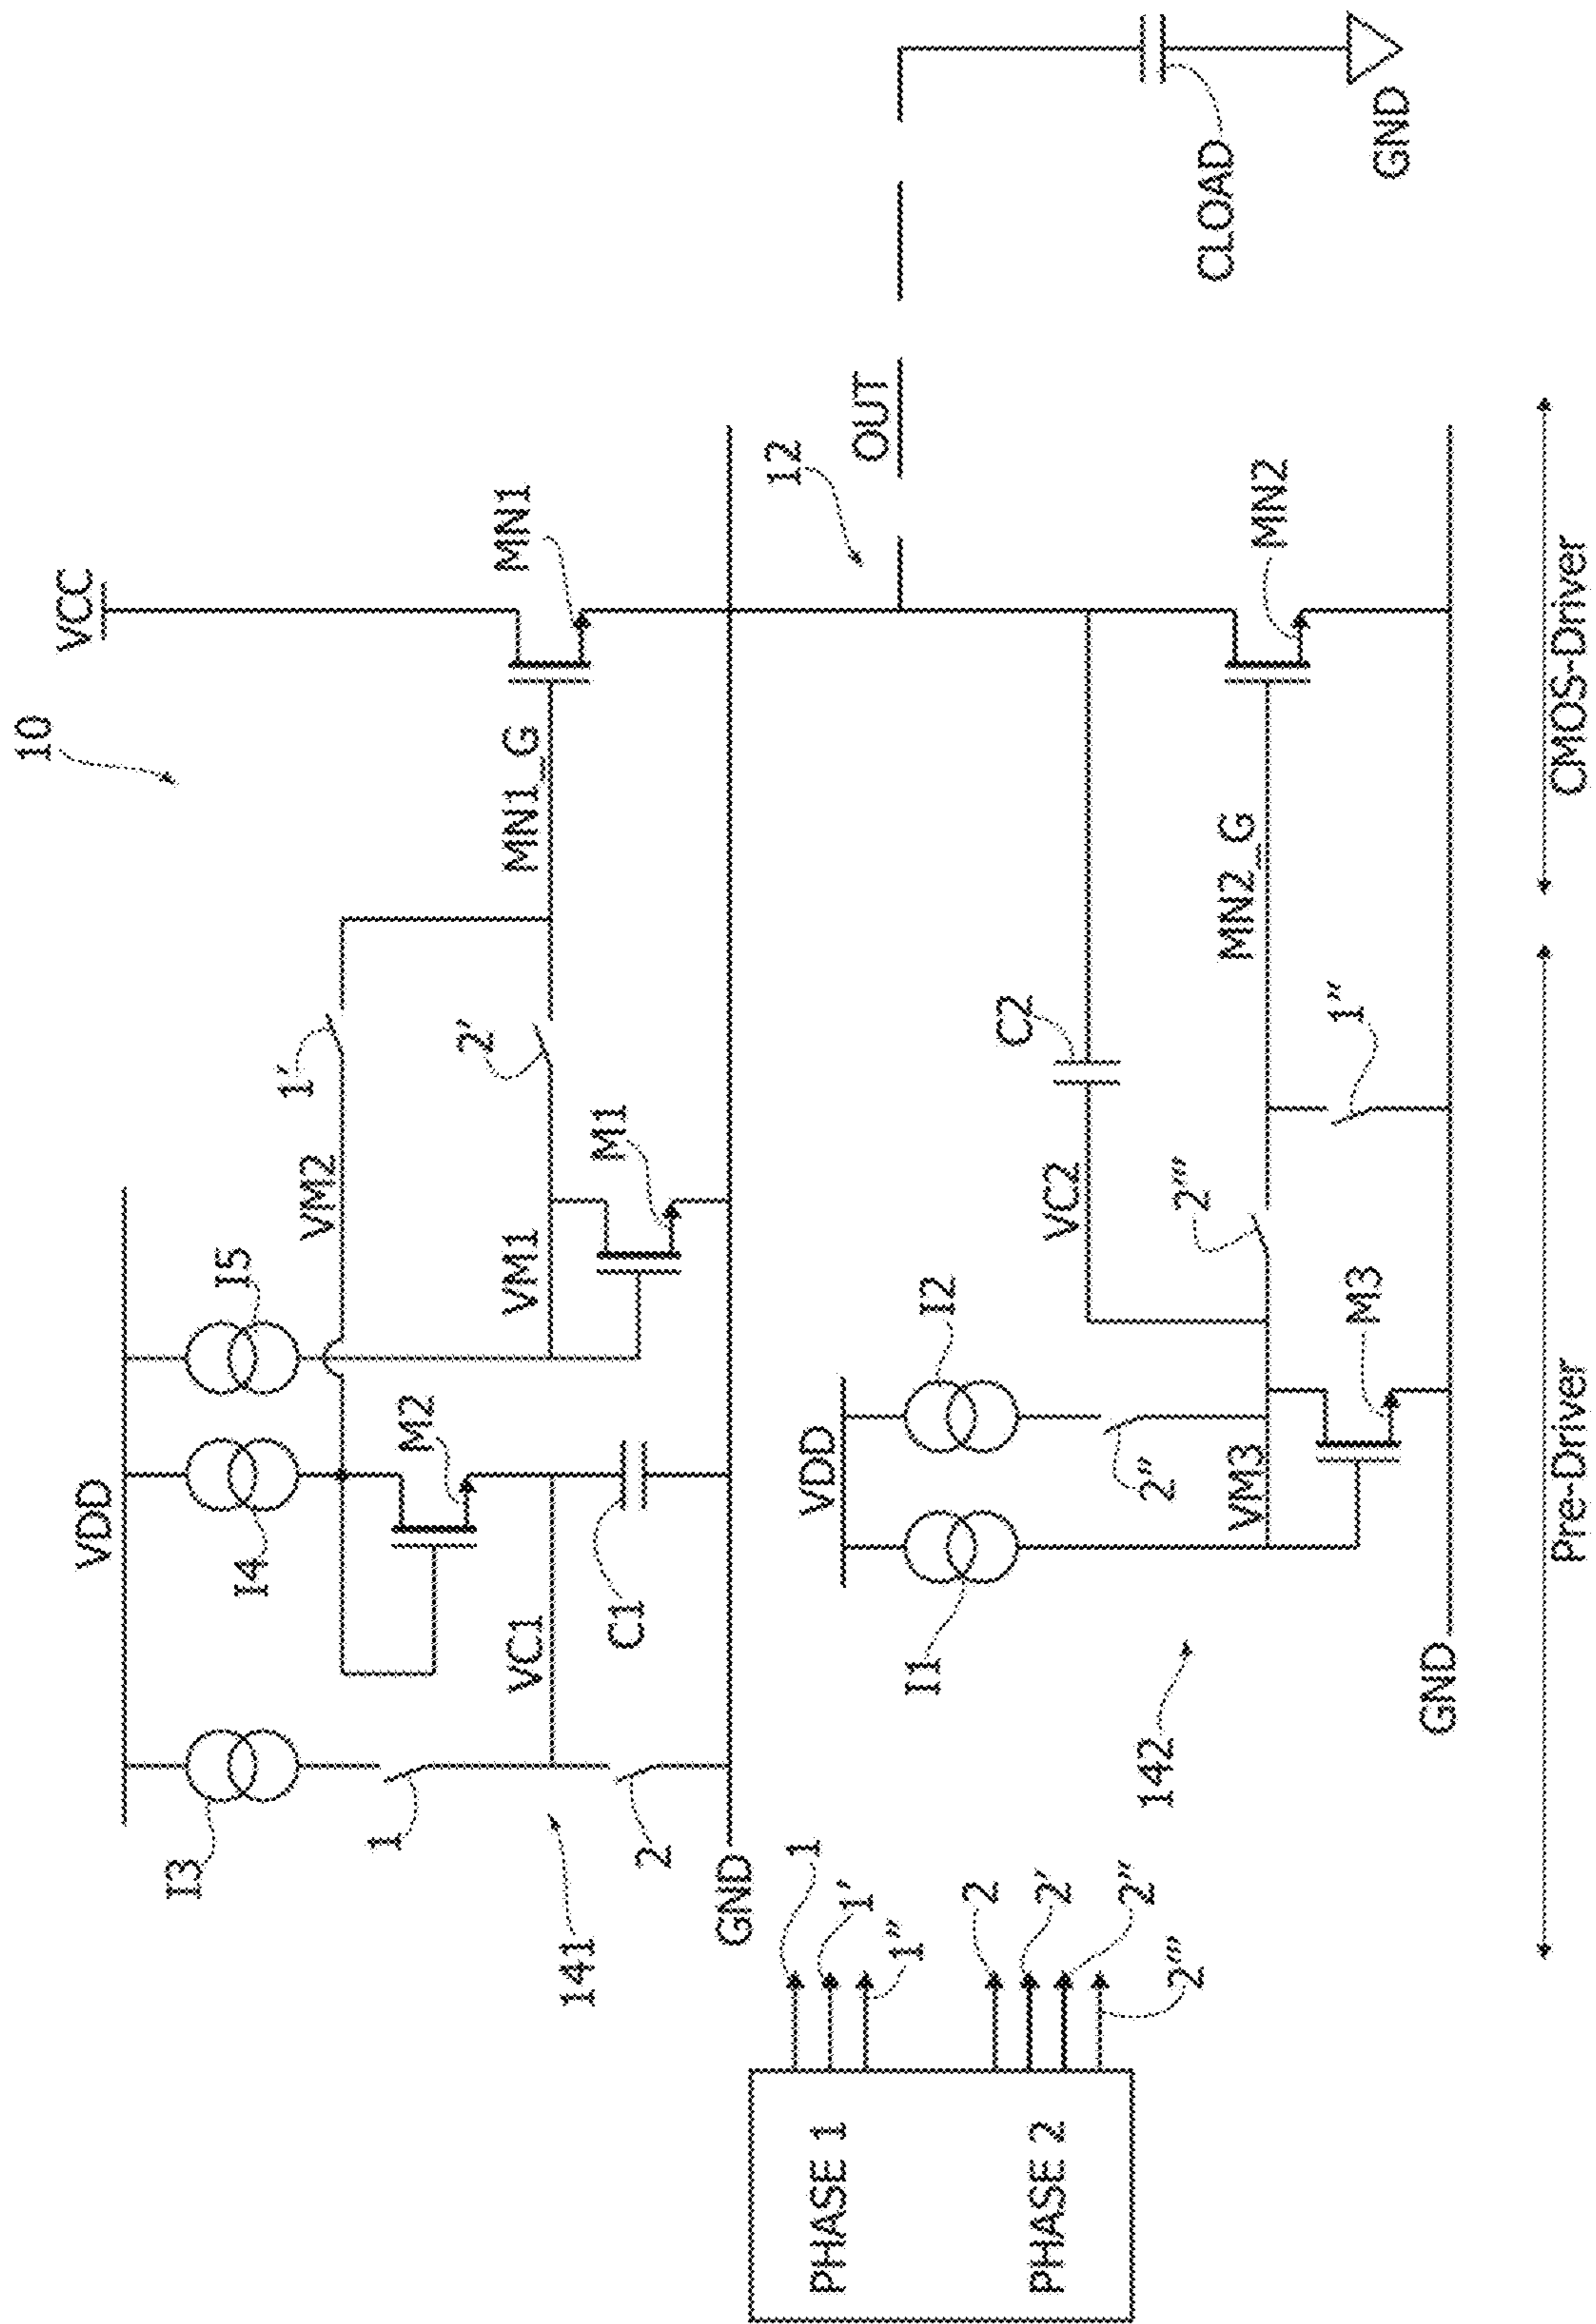 10
VCC
VDD
I3
I4
I5
VM2
1'
MN1
M2
1
VC1
VM1
2'
MN1_G
141
2
C1
M1
GND
12
PHASE 1
1
1'
1''
PHASE 2
2
2'
2''
2'''
VDD
OUT
I1
I2
VC2
C2
142
2''
VM3
2'''
MN2_G
MN2
CLOAD
M3
1''
GND
GND
Pre-Driver
CMOS-Driver